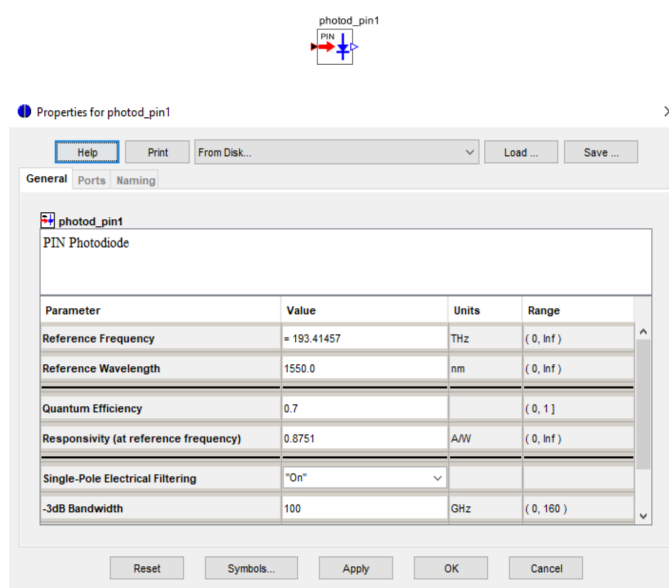 photod_pin1
PIN
Properties for photod_pin1
Help Print From Disk... Load ... Save ...
General Ports Naming
photod_pin1
PIN Photodiode
Parameter Value Units Range
Reference Frequency = 193.41457 THz ( 0, Inf )
Reference Wavelength 1550.0 nm ( 0, Inf )
Quantum Efficiency 0.7 ( 0, 1 ]
Responsivity (at reference frequency) 0.8751 A/W ( 0, Inf )
Single-Pole Electrical Filtering "On"
-3dB Bandwidth 100 GHz ( 0, 160 )
Reset Symbols... Apply OK Cancel